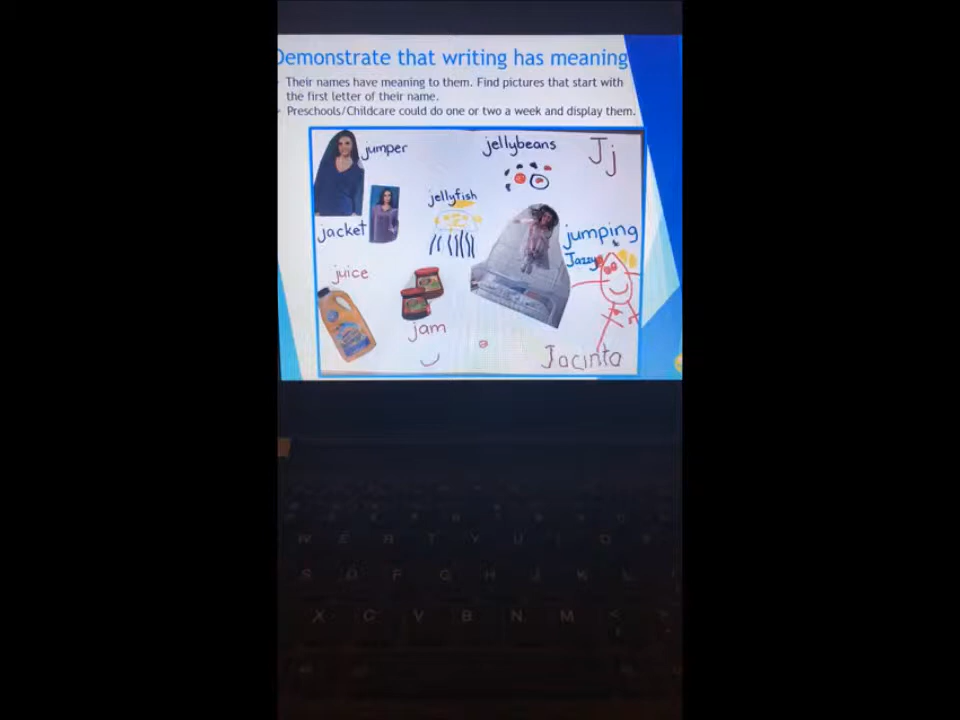 Demonstrate that writing has meaning
Their names have meaning to them. Find pictures that start with
the first letter of their name.
Preschools/Childcare could do one or two a week and display them.
jumper
jellybeans
Jj
jellyfish
jacket
jumping
Jazzy
juice
jam
Jacinta
W E R T Y U I O
S D F G H J K L
X C V B N M <